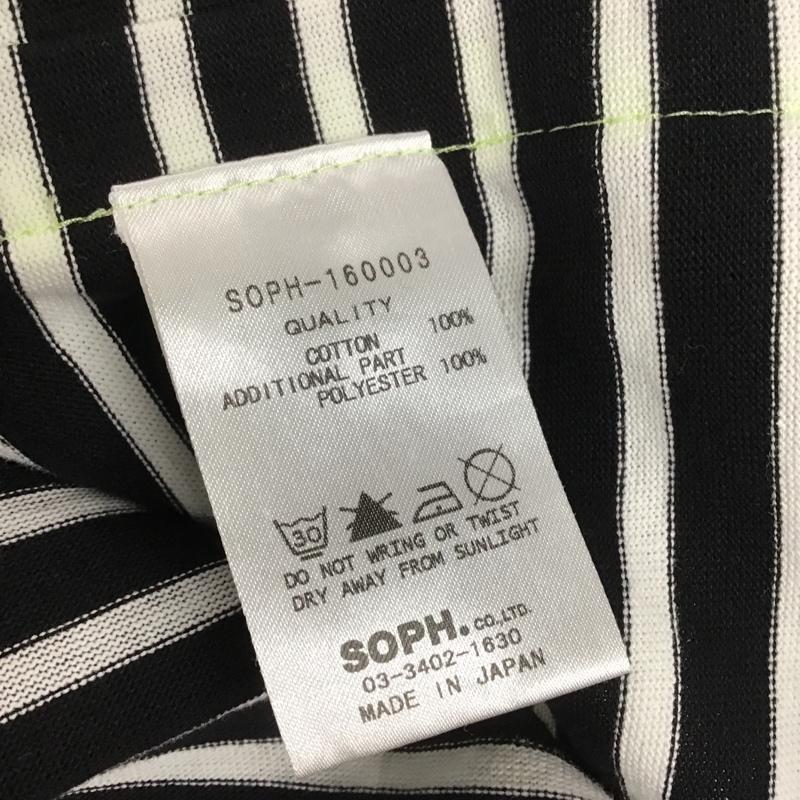 SOPH-160003
QUALITY
COTTON 100%
ADDITIONAL PART
POLYESTER 100%
30
DO NOT WRING OR TWIST
DRY AWAY FROM SUNLIGHT
SOPH.CO.,LTD.
03-3402-1630
MADE IN JAPAN